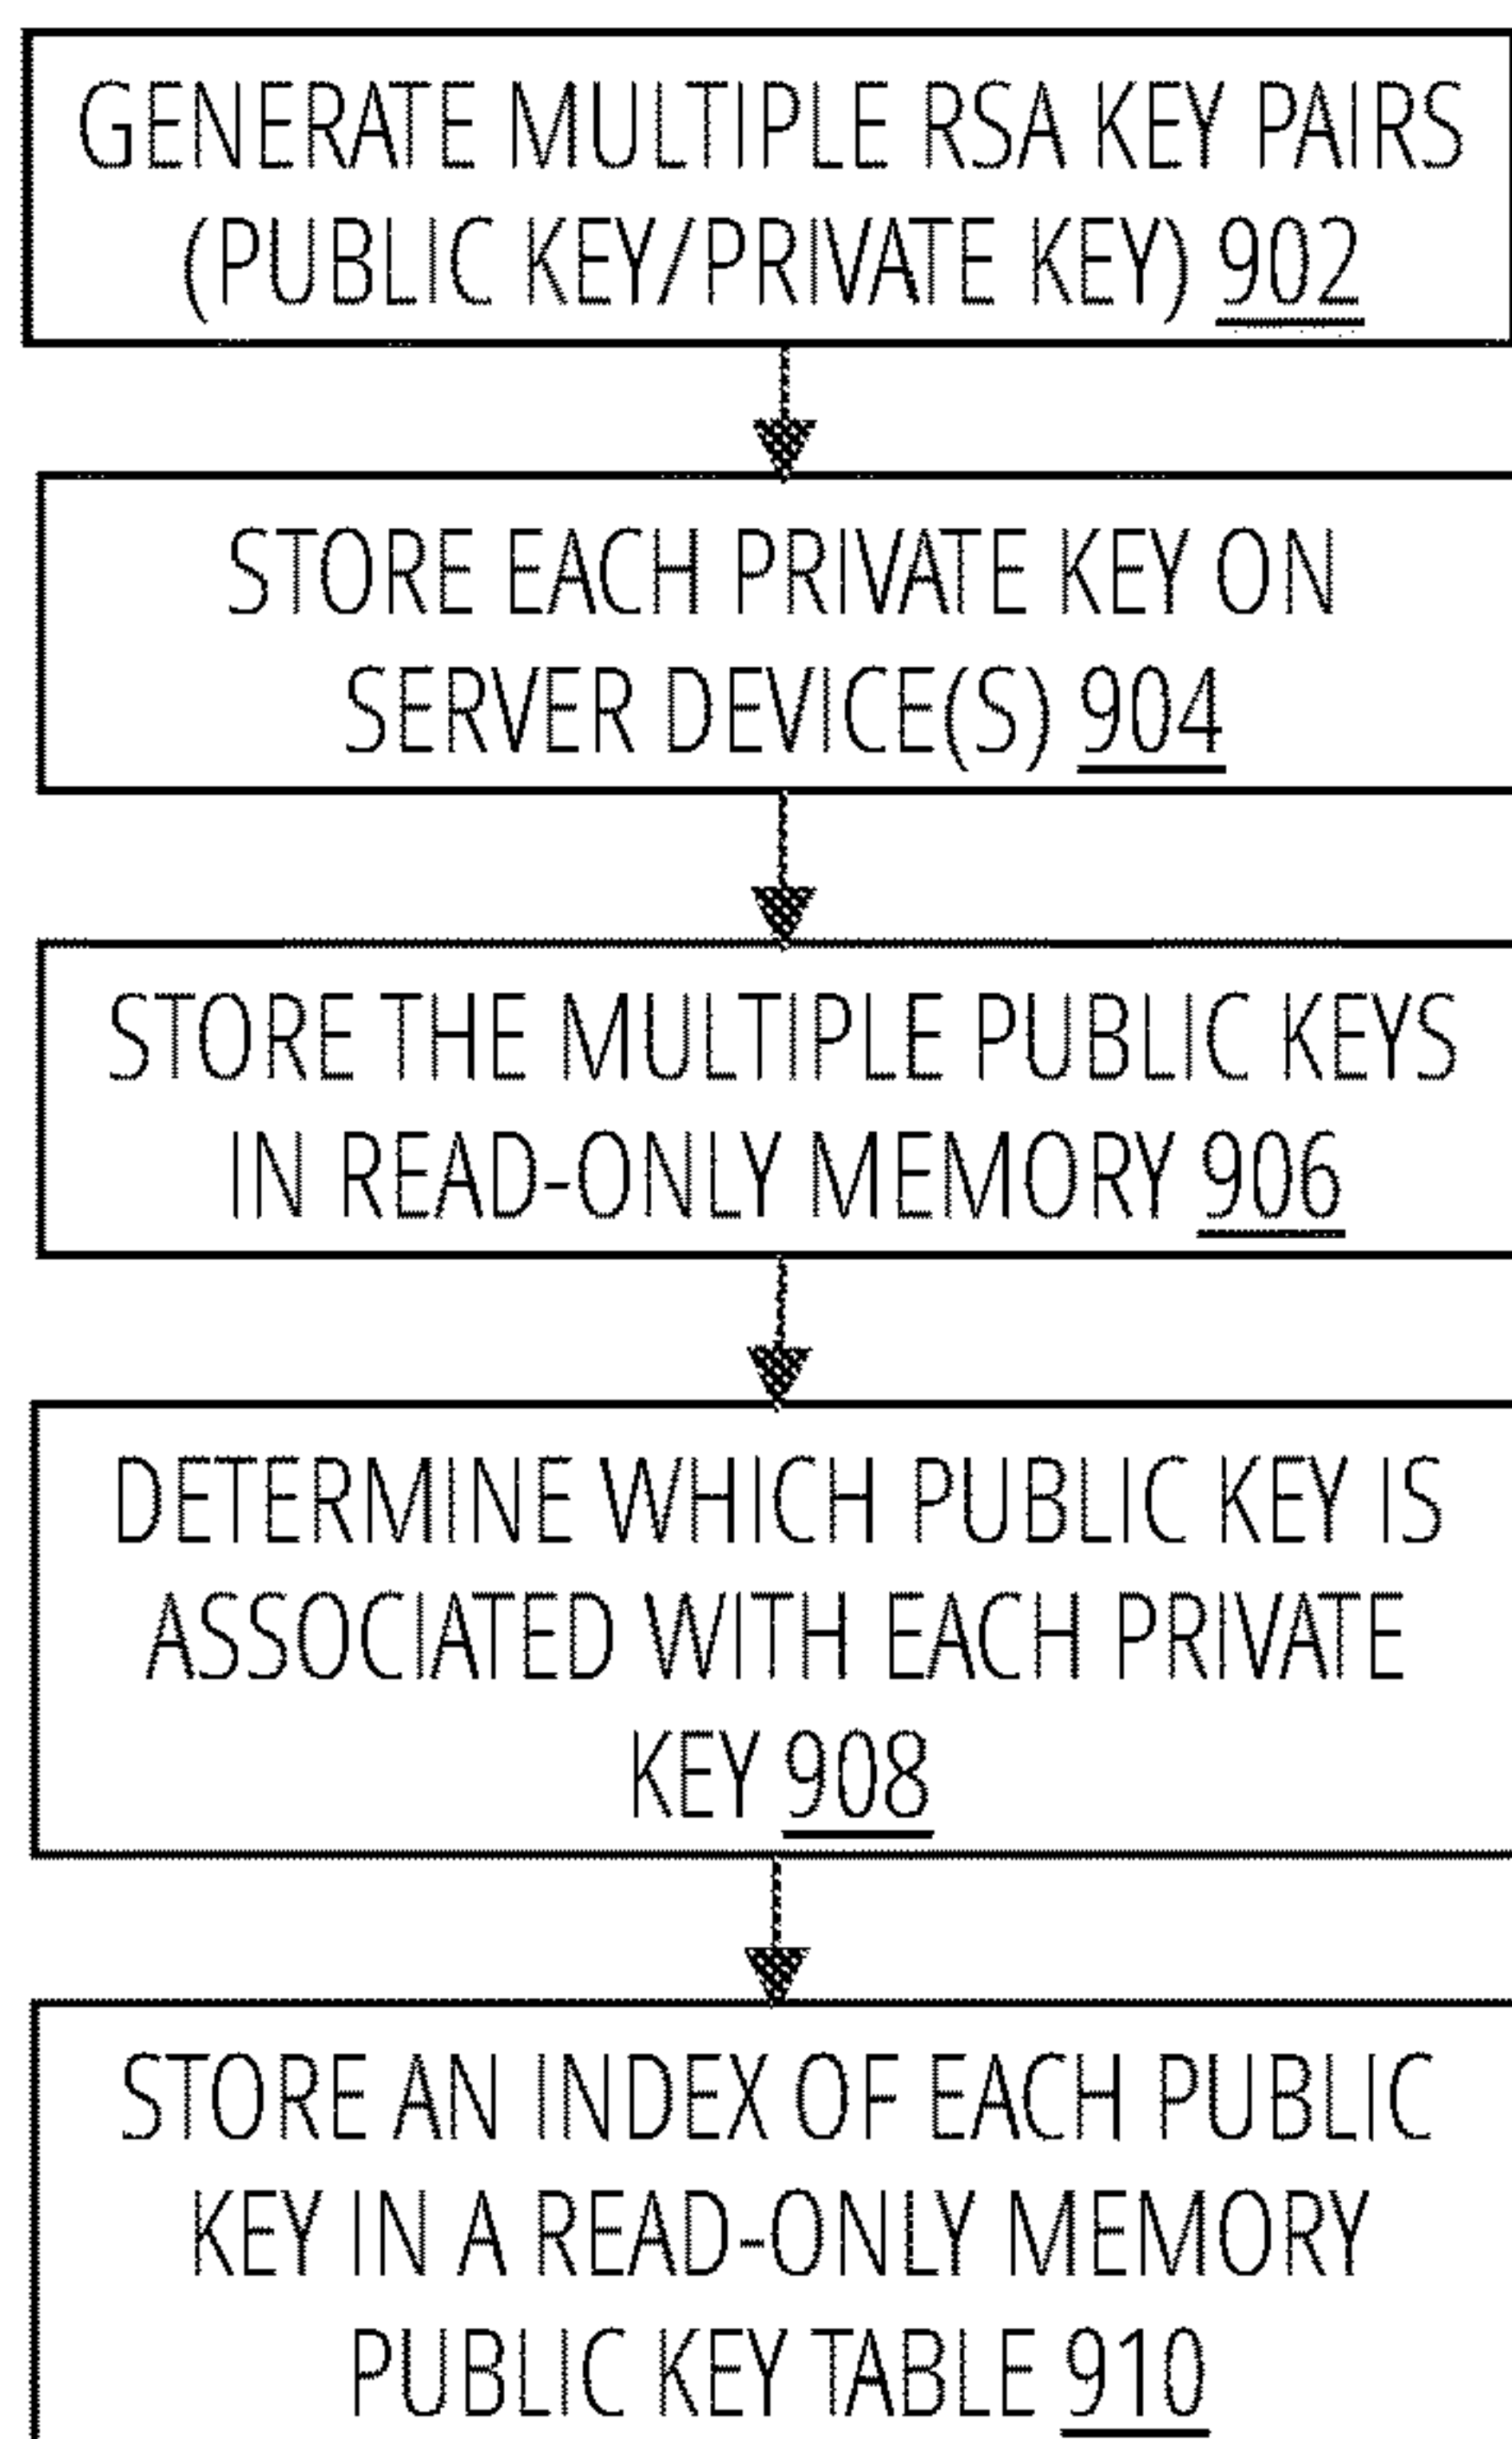 GENERATE MULTIPLE RSA KEY PAIRS
(PUBLIC KEY/PRIVATE KEY) 902
STORE EACH PRIVATE KEY ON
SERVER DEVICE(S) 904
STORE THE MULTIPLE PUBLIC KEYS
IN READ-ONLY MEMORY 906
DETERMINE WHICH PUBLIC KEY IS
ASSOCIATED WITH EACH PRIVATE
KEY 908
STORE AN INDEX OF EACH PUBLIC
KEY IN A READ-ONLY MEMORY
PUBLIC KEY TABLE 910